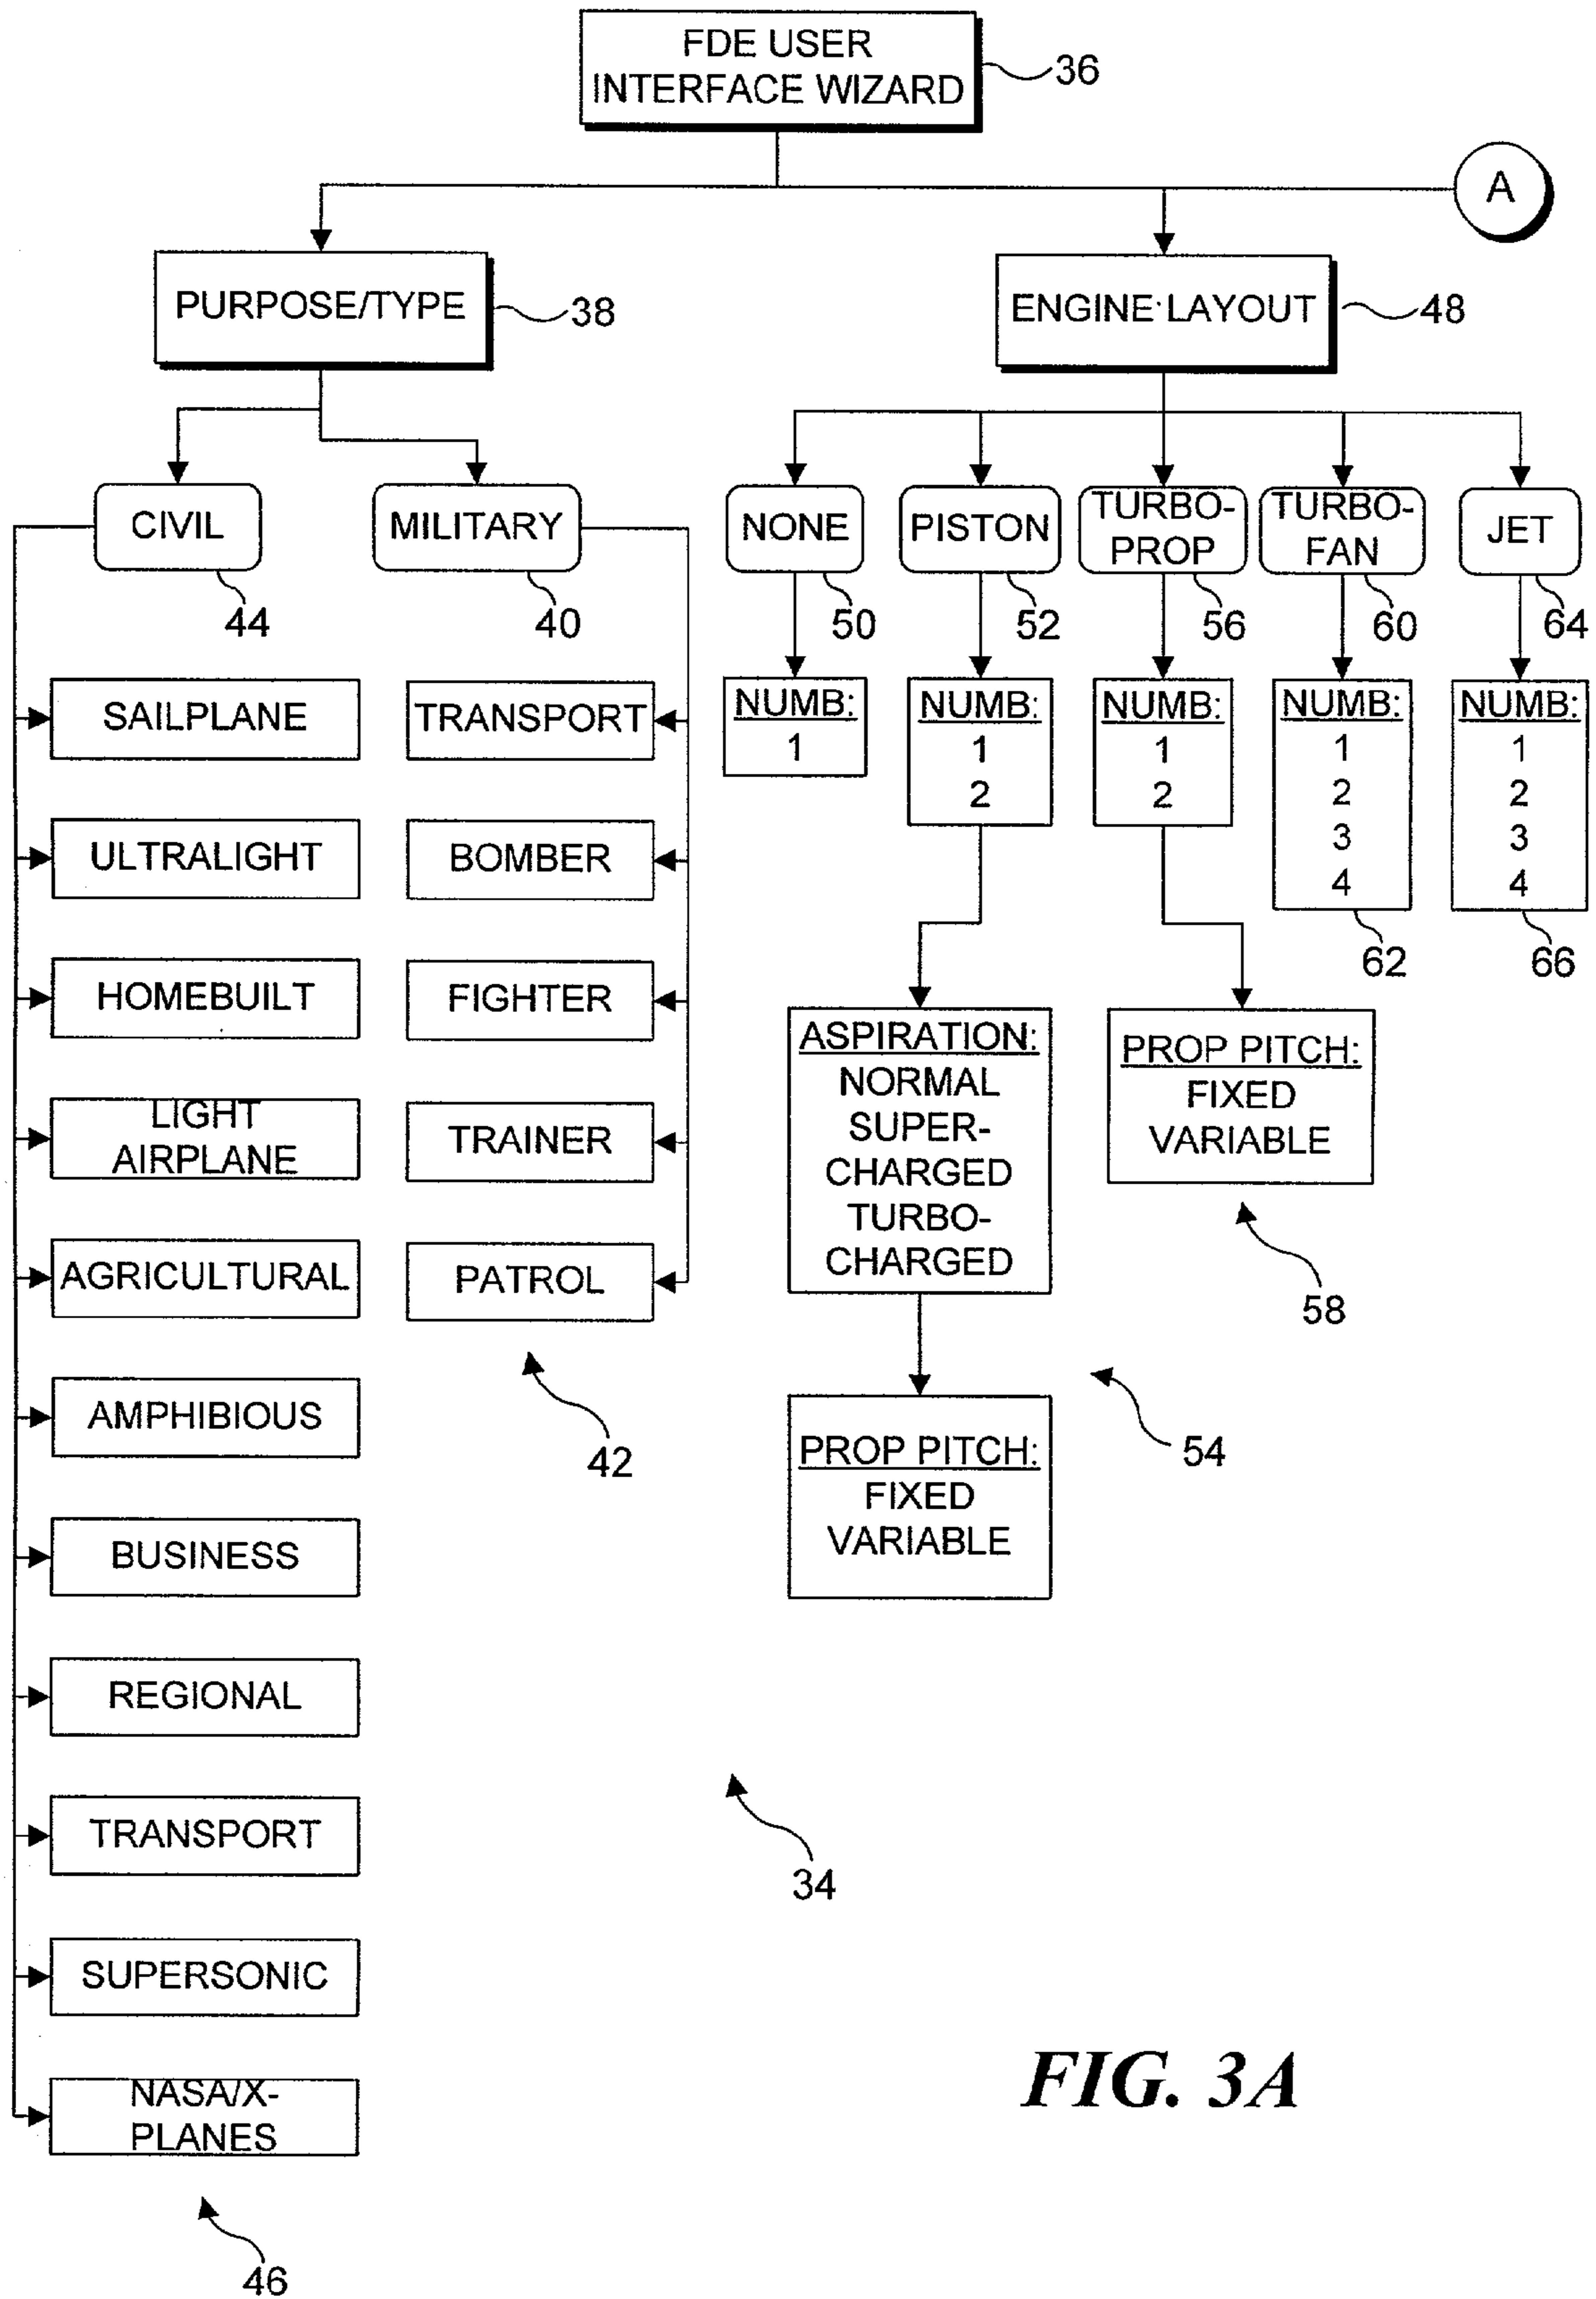 FDE USER
INTERFACE WIZARD
36
A
PURPOSE/TYPE
38
ENGINE LAYOUT
48
CIVIL
44
MILITARY
40
NONE
50
PISTON
52
TURBO-
PROP
56
TURBO-
FAN
60
JET
64
SAILPLANE
ULTRALIGHT
HOMEBUILT
LIGHT
AIRPLANE
AGRICULTURAL
AMPHIBIOUS
BUSINESS
REGIONAL
TRANSPORT
SUPERSONIC
NASA/X-
PLANES
46
TRANSPORT
BOMBER
FIGHTER
TRAINER
PATROL
42
NUMB:
1
NUMB:
1
2
ASPIRATION:
NORMAL
SUPER-
CHARGED
TURBO-
CHARGED
PROP PITCH:
FIXED
VARIABLE
54
NUMB:
1
2
PROP PITCH:
FIXED
VARIABLE
58
NUMB:
1
2
3
4
62
NUMB:
1
2
3
4
66
34
FIG. 3A